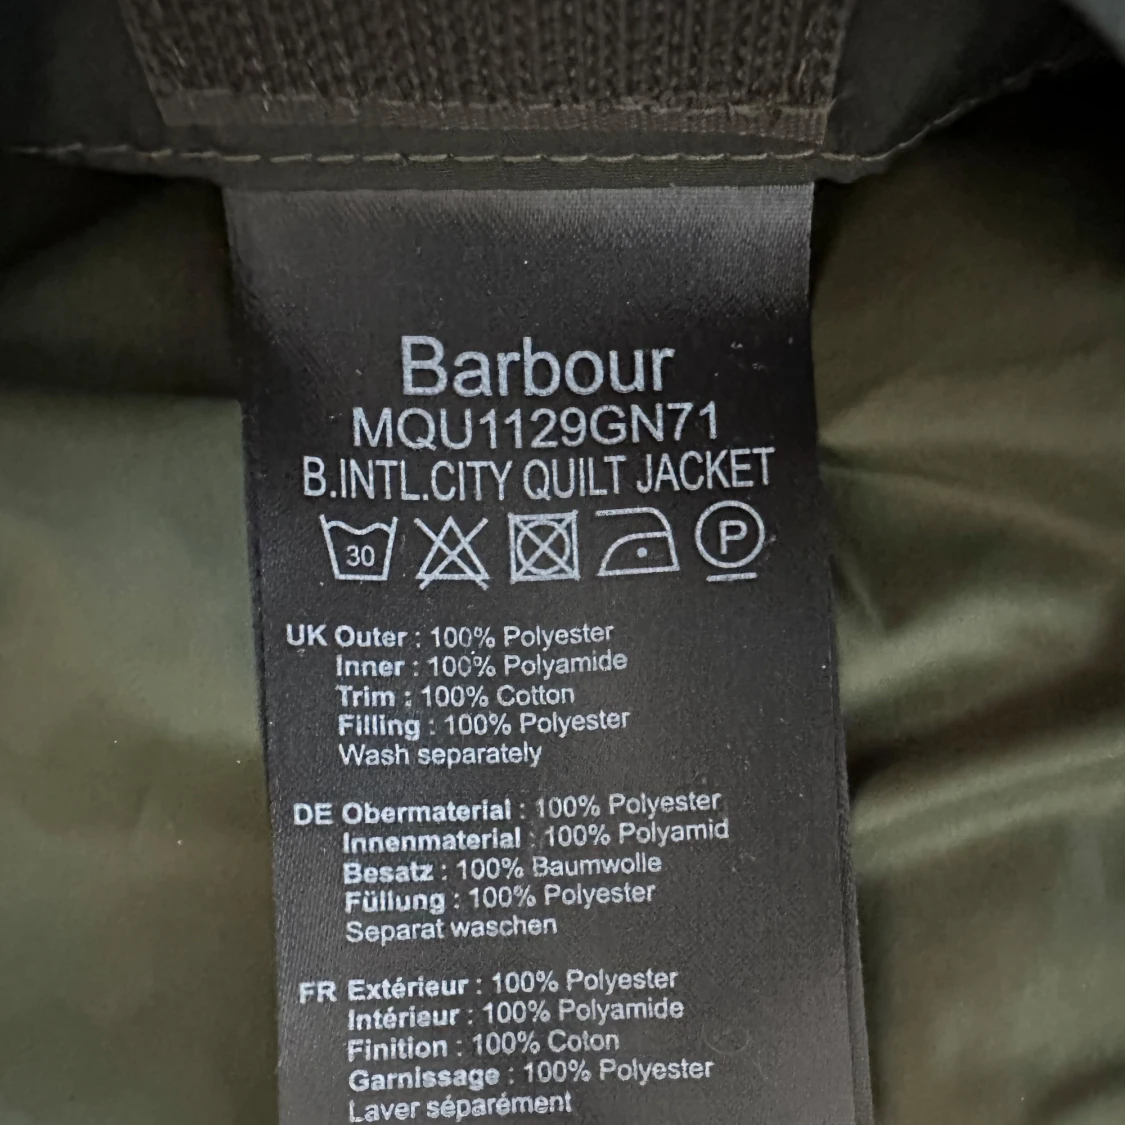 Barbour
MQU1129GN71
B.INTL.CITY QUILT JACKET
30 P
UK Outer : 100% Polyester
Inner : 100% Polyamide
Trim : 100% Cotton
Filling : 100% Polyester
Wash separately
DE Obermaterial : 100% Polyester
Innenmaterial : 100% Polyamid
Besatz : 100% Baumwolle
Füllung : 100% Polyester
Separat waschen
FR Extérieur : 100% Polyester
Intérieur : 100% Polyamide
Finition : 100% Coton
Garnissage : 100% Polyester
Laver séparément